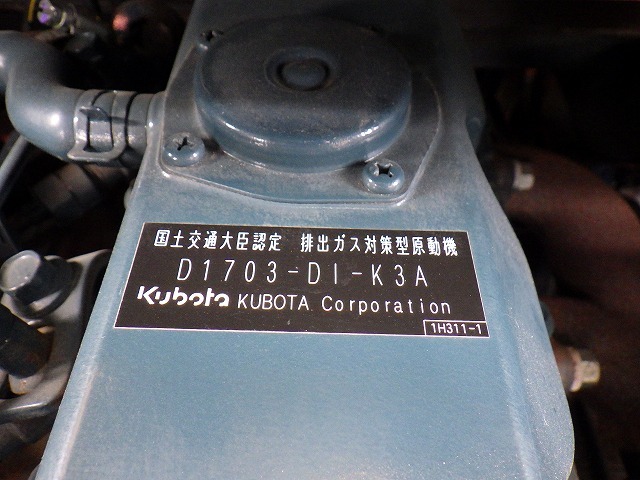 国土交通大臣認定 排出ガス対策型原動機
D1703-DI-K3A
Kubota KUBOTA Corporation
1H311-1